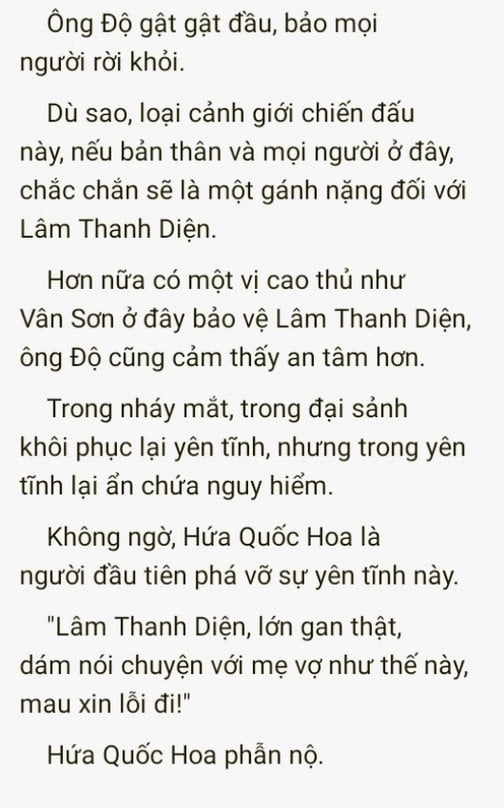 Ông Độ gật gật đầu, bảo mọi
người rời khỏi.
Dù sao, loại cảnh giới chiến đấu
này, nếu bản thân và mọi người ở đây,
chắc chắn sẽ là một gánh nặng đối với
Lâm Thanh Diện.
Hơn nữa có một vị cao thủ như
Vân Sơn ở đây bảo vệ Lâm Thanh Diện,
ông Độ cũng cảm thấy an tâm hơn.
Trong nháy mắt, trong đại sảnh
khôi phục lại yên tĩnh, nhưng trong yên
tĩnh lại ẩn chứa nguy hiểm.
Không ngờ, Hứa Quốc Hoa là
người đầu tiên phá vỡ sự yên tĩnh này.
"Lâm Thanh Diện, lớn gan thật,
dám nói chuyện với mẹ vợ như thế này,
mau xin lỗi đi!"
Hứa Quốc Hoa phẫn nộ.